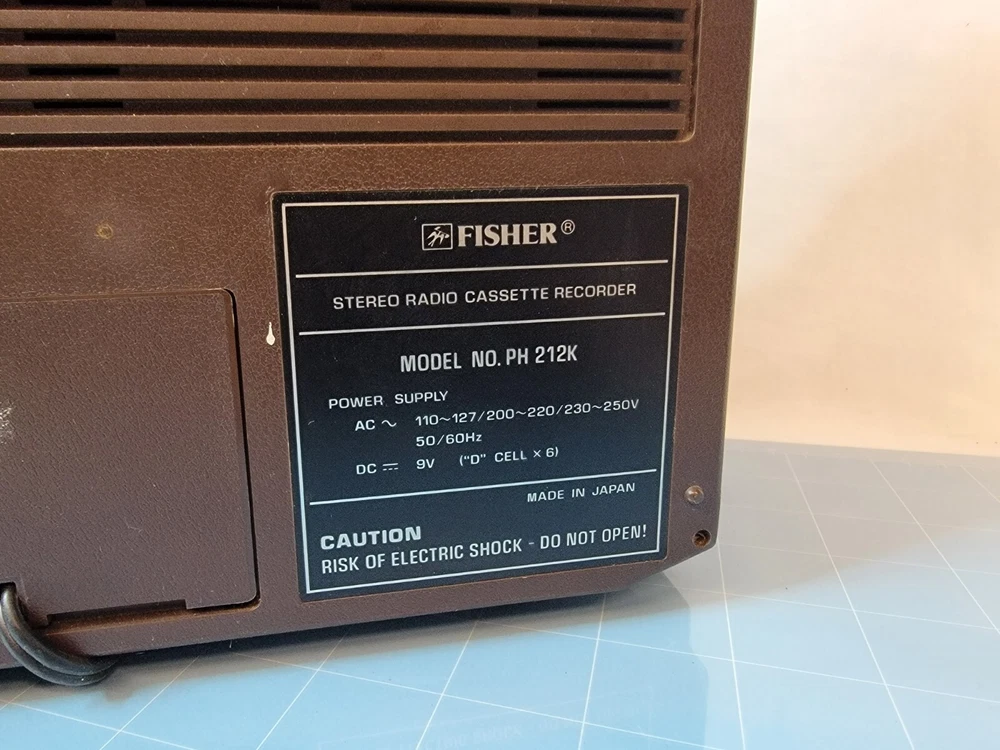 FISHER®
STEREO RADIO CASSETTE RECORDER
MODEL NO. PH 212K
POWER SUPPLY
AC ~ 110~127/200~220/230~250V
50/60Hz
DC ⎓ 9V ("D" CELL × 6)
MADE IN JAPAN
CAUTION
RISK OF ELECTRIC SHOCK - DO NOT OPEN!